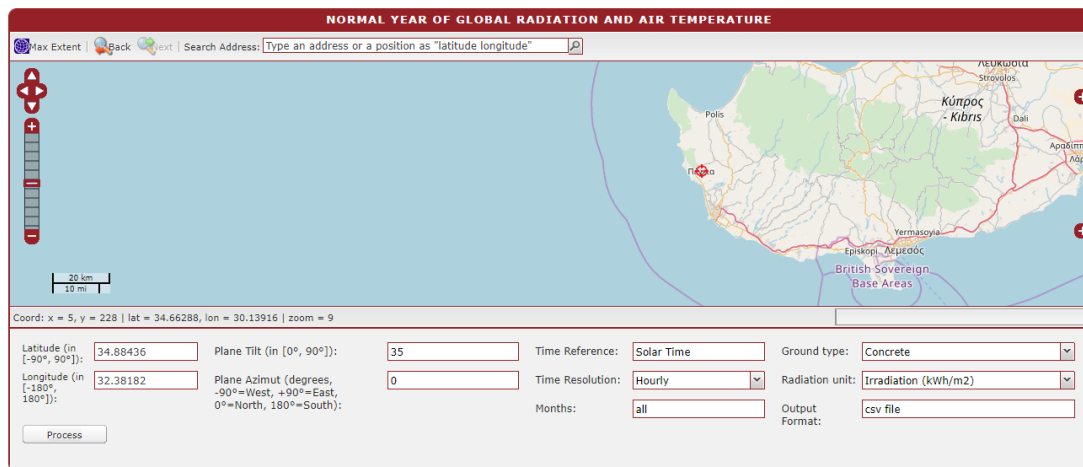 NORMAL YEAR OF GLOBAL RADIATION AND AIR TEMPERATURE
Max Extent | Back Next | Search Address: Type an address or a position as "latitude longitude"
Λευκωσία
Strovolos
Κύπρος
- Kıbrıs
Polis
Dali
Yermasoyia
Episkopi Λεμεσός
British Sovereign
Base Areas
20 km
10 mi
Coord: x = 5, y = 228 | lat = 34.66288, lon = 30.13916 | zoom = 9
Latitude (in [-90°, 90°]): 34.88436
Longitude (in [-180°, 180°]): 32.38182
Process
Plane Tilt (in [0°, 90°]): 35
Plane Azimut (degrees, -90°=West, +90°=East, 0°=North, 180°=South): 0
Time Reference: Solar Time
Time Resolution: Hourly
Months: all
Ground type: Concrete
Radiation unit: Irradiation (kWh/m2)
Output Format: csv file